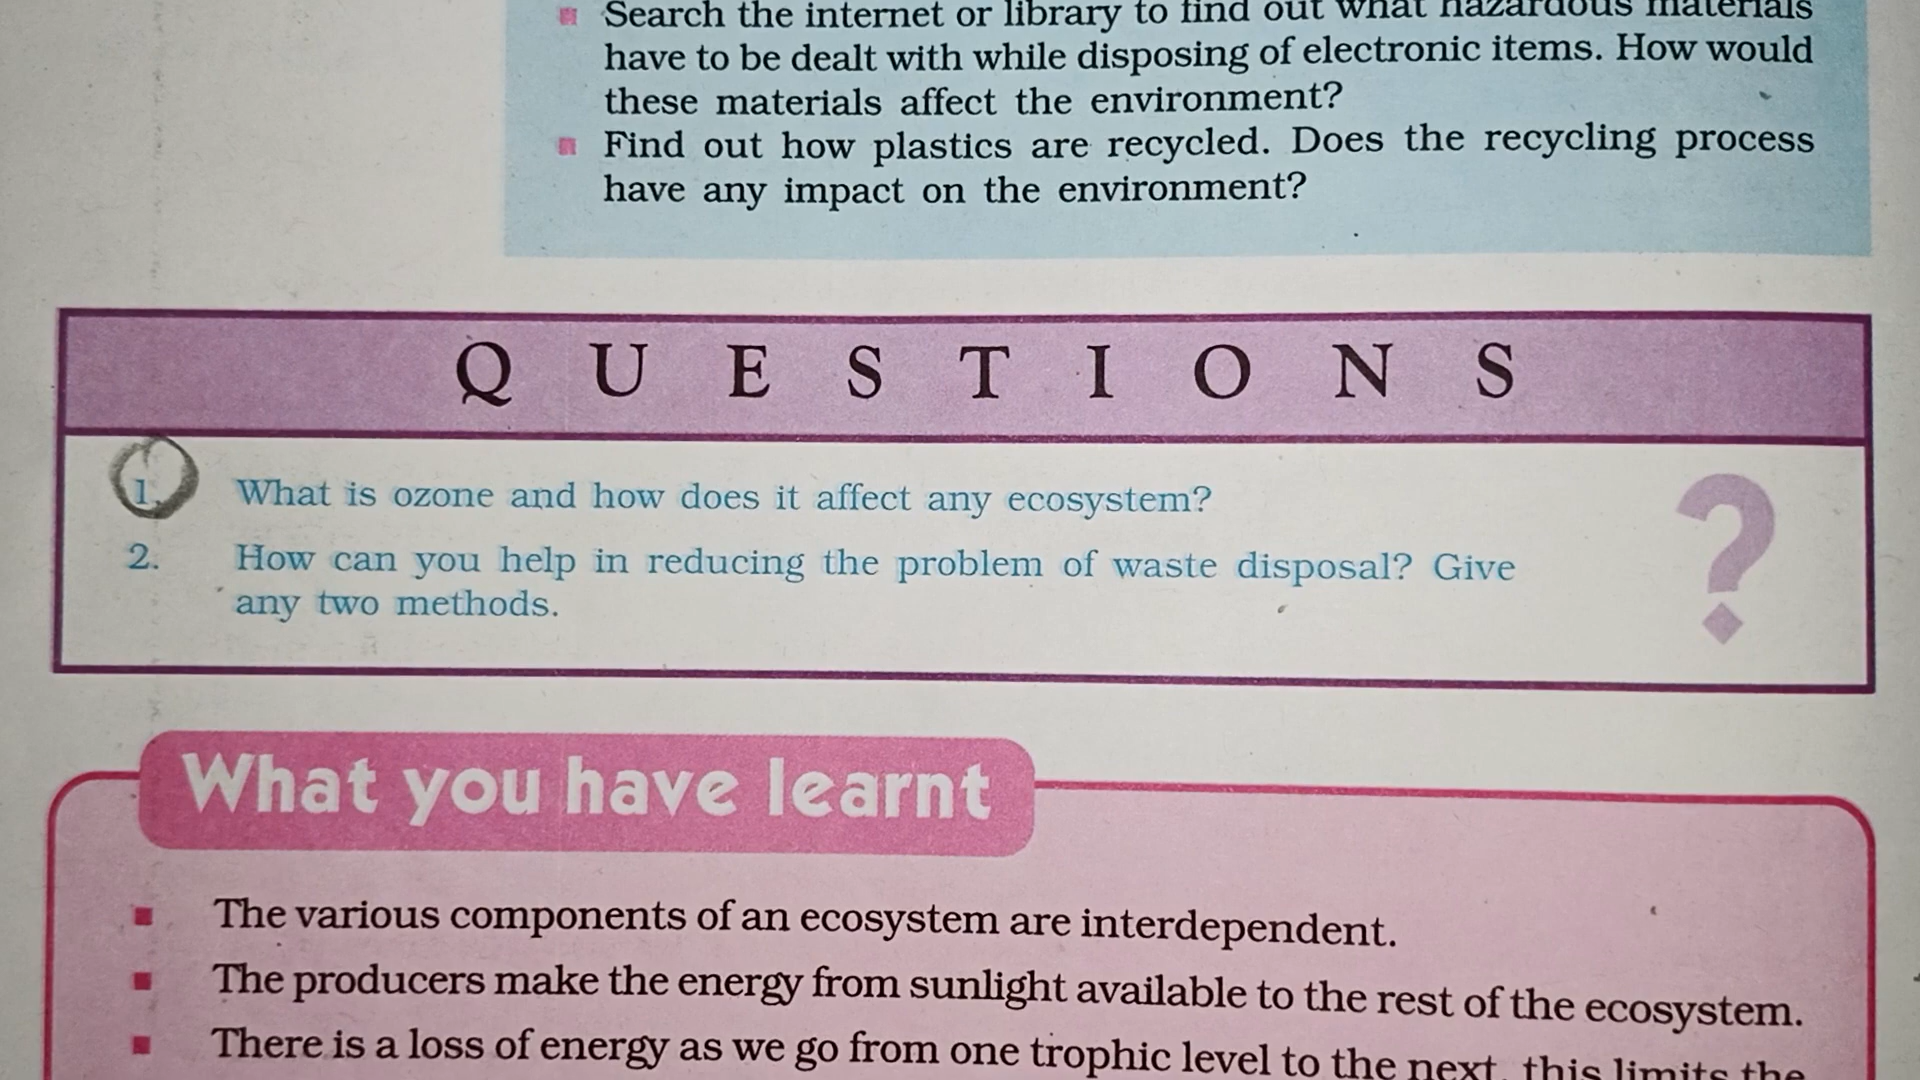 Search the internet or library to find out what hazardous materials
have to be dealt with while disposing of electronic items. How would
these materials affect the environment?
Find out how plastics are recycled. Does the recycling process
have any impact on the environment?
QUESTIONS
1. What is ozone and how does it affect any ecosystem?
2. How can you help in reducing the problem of waste disposal? Give
any two methods.
?
What you have learnt
The various components of an ecosystem are interdependent.
The producers make the energy from sunlight available to the rest of the ecosystem.
There is a loss of energy as we go from one trophic level to the next, this limits the